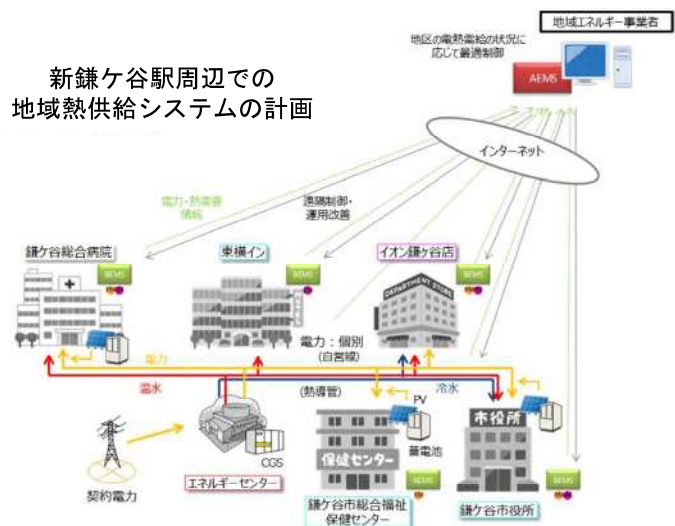 地域エネルギー事業者
地区の電熱需給の状況に
応じて最適制御
AEMS
新鎌ケ谷駅周辺での
地域熱供給システムの計画
インターネット
電力・熱需要
情報
遠隔制御・
運用改善
鎌ケ谷総合病院
東横イン
イオン鎌ケ谷店
BEMS
BEMS
BEMS
DEPARTMENT STORE
電力：個別
(自営線)
電力
温水
(熱導管)
冷水
PV
市役所
蓄電池
保健センター
CGS
契約電力
エネルギーセンター
BEMS
BEMS
鎌ケ谷市総合福祉
保健センター
鎌ケ谷市役所